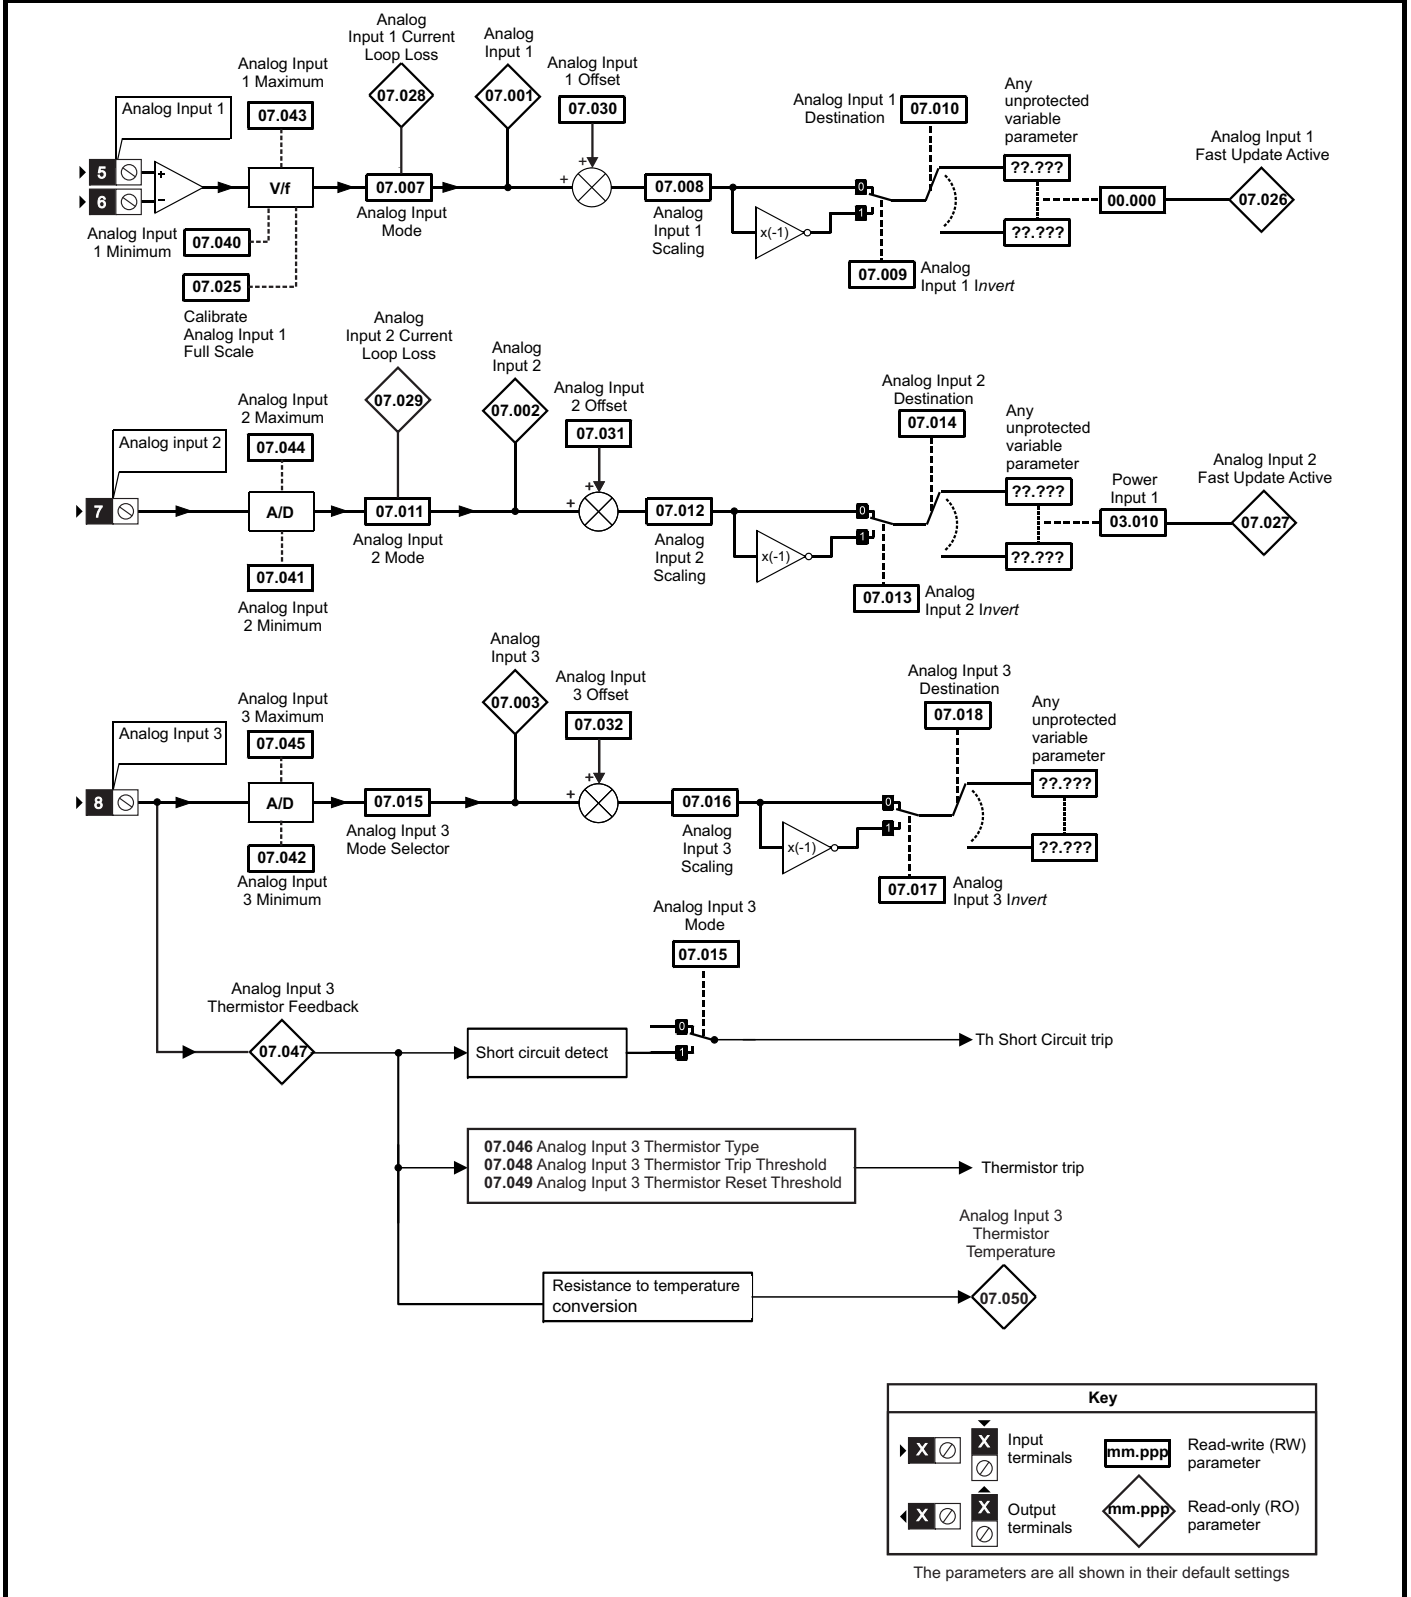 Analog
Input 1 Current
Loop Loss
Analog
Input 1
Analog Input
1 Maximum
Analog Input
1 Offset
Analog Input 1
07.043
07.028
07.001
07.030
Analog Input 1
Destination
07.010
Any
unprotected
variable
parameter
Analog Input 1
Fast Update Active
5
6
+
−
V/f
07.007
Analog Input
Mode
+
+
07.008
Analog
Input 1
Scaling
0
1
x(-1)
??.???
??.???
00.000
07.026
Analog Input
1 Minimum
07.040
07.009
Analog
Input 1 Invert
07.025
Calibrate
Analog Input 1
Full Scale
Analog
Input 2 Current
Loop Loss
Analog
Input 2
Analog Input
2 Maximum
Analog Input
2 Offset
Analog input 2
07.044
07.029
07.002
07.031
Analog Input 2
Destination
07.014
Any
unprotected
variable
parameter
Power
Input 1
Analog Input 2
Fast Update Active
7
A/D
07.011
Analog Input
2 Mode
+
+
07.012
Analog
Input 2
Scaling
0
1
x(-1)
??.???
??.???
03.010
07.027
07.041
Analog Input
2 Minimum
07.013
Analog
Input 2 Invert
Analog
Input 3
Analog Input
3 Maximum
Analog Input
3 Offset
Analog Input 3
07.045
07.003
07.032
Analog Input 3
Destination
07.018
Any
unprotected
variable
parameter
8
A/D
07.015
Analog Input 3
Mode Selector
+
+
07.016
Analog
Input 3
Scaling
0
1
x(-1)
??.???
??.???
07.042
Analog Input
3 Minimum
07.017
Analog
Input 3 Invert
Analog Input 3
Mode
07.015
Analog Input 3
Thermistor Feedback
07.047
Short circuit detect
0
1
Th Short Circuit trip
07.046 Analog Input 3 Thermistor Type
07.048 Analog Input 3 Thermistor Trip Threshold
07.049 Analog Input 3 Thermistor Reset Threshold
Thermistor trip
Analog Input 3
Thermistor
Temperature
Resistance to temperature
conversion
07.050
Key
X
X
Input
terminals
mm.ppp
Read-write (RW)
parameter
X
X
Output
terminals
mm.ppp
Read-only (RO)
parameter
The parameters are all shown in their default settings